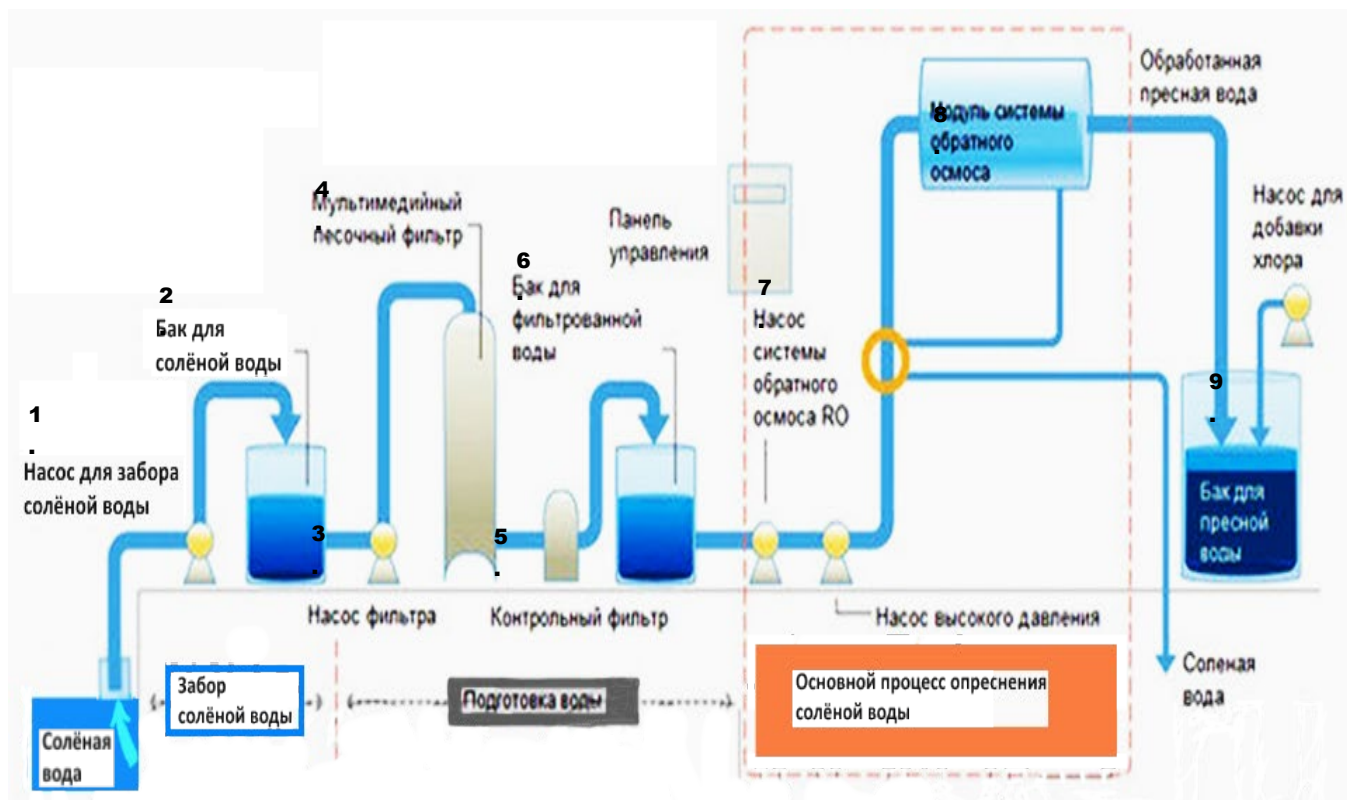 1
.
Насос для забора
солёной воды
2
.
Бак для
солёной воды
3
.
Насос фильтра
4
.
Мультимедийный
песочный фильтр
5
.
Контрольный фильтр
6
.
Бак для
фильтрованной
воды
Панель
управления
7
.
Насос
системы
обратного
осмоса RO
Насос высокого давления
8
.
Модуль системы
обратного
осмоса
Обработанная
пресная вода
Насос для
добавки
хлора
9
.
Бак для
пресной
воды
Соленая
вода
Солёная
вода
Забор
солёной воды
Подготовка воды
Основной процесс опреснения
солёной воды